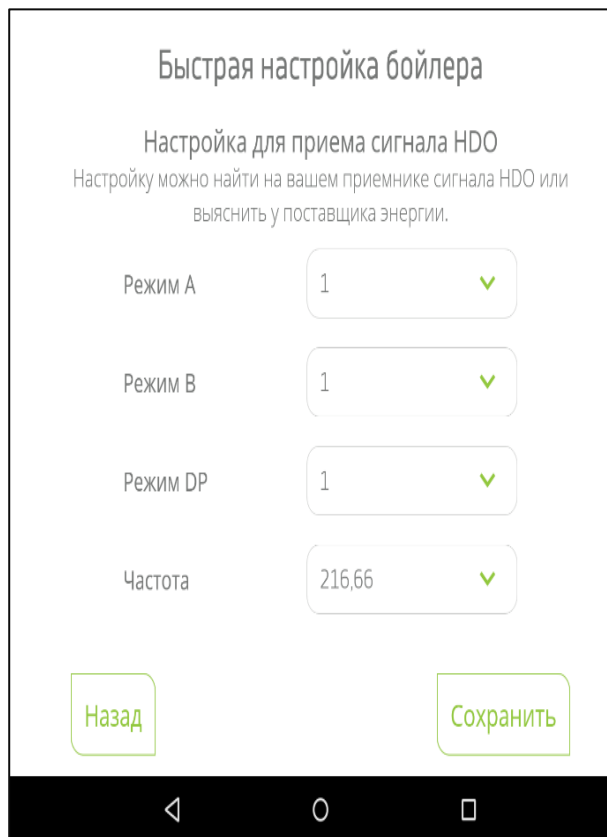 Быстрая настройка бойлера
Настройка для приема сигнала HDO
Настройку можно найти на вашем приемнике сигнала HDO или
выяснить у поставщика энергии.
Режим A 1
Режим B 1
Режим DP 1
Частота 216,66
Назад Сохранить